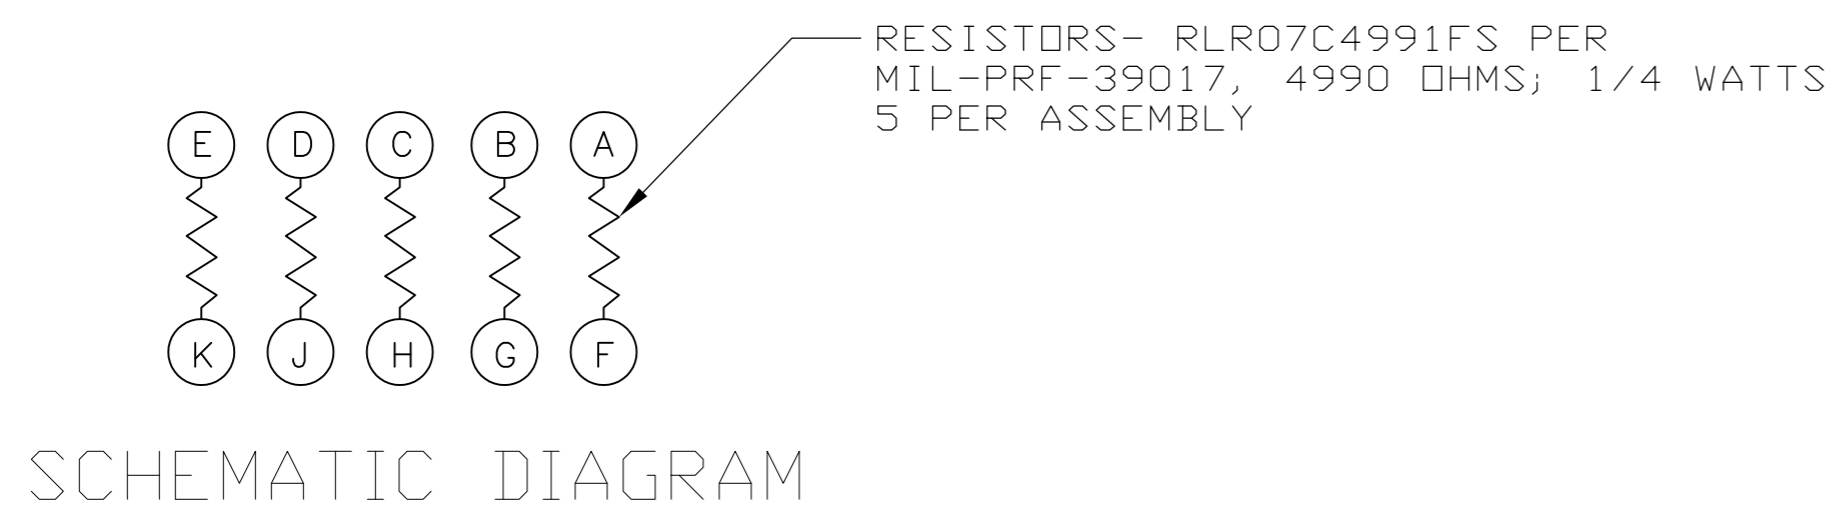 RESISTORS- RLR07C4991FS PER
MIL-PRF-39017, 4990 OHMS; 1/4 WATTS
5 PER ASSEMBLY
E D C B A
K J H G F
SCHEMATIC DIAGRAM